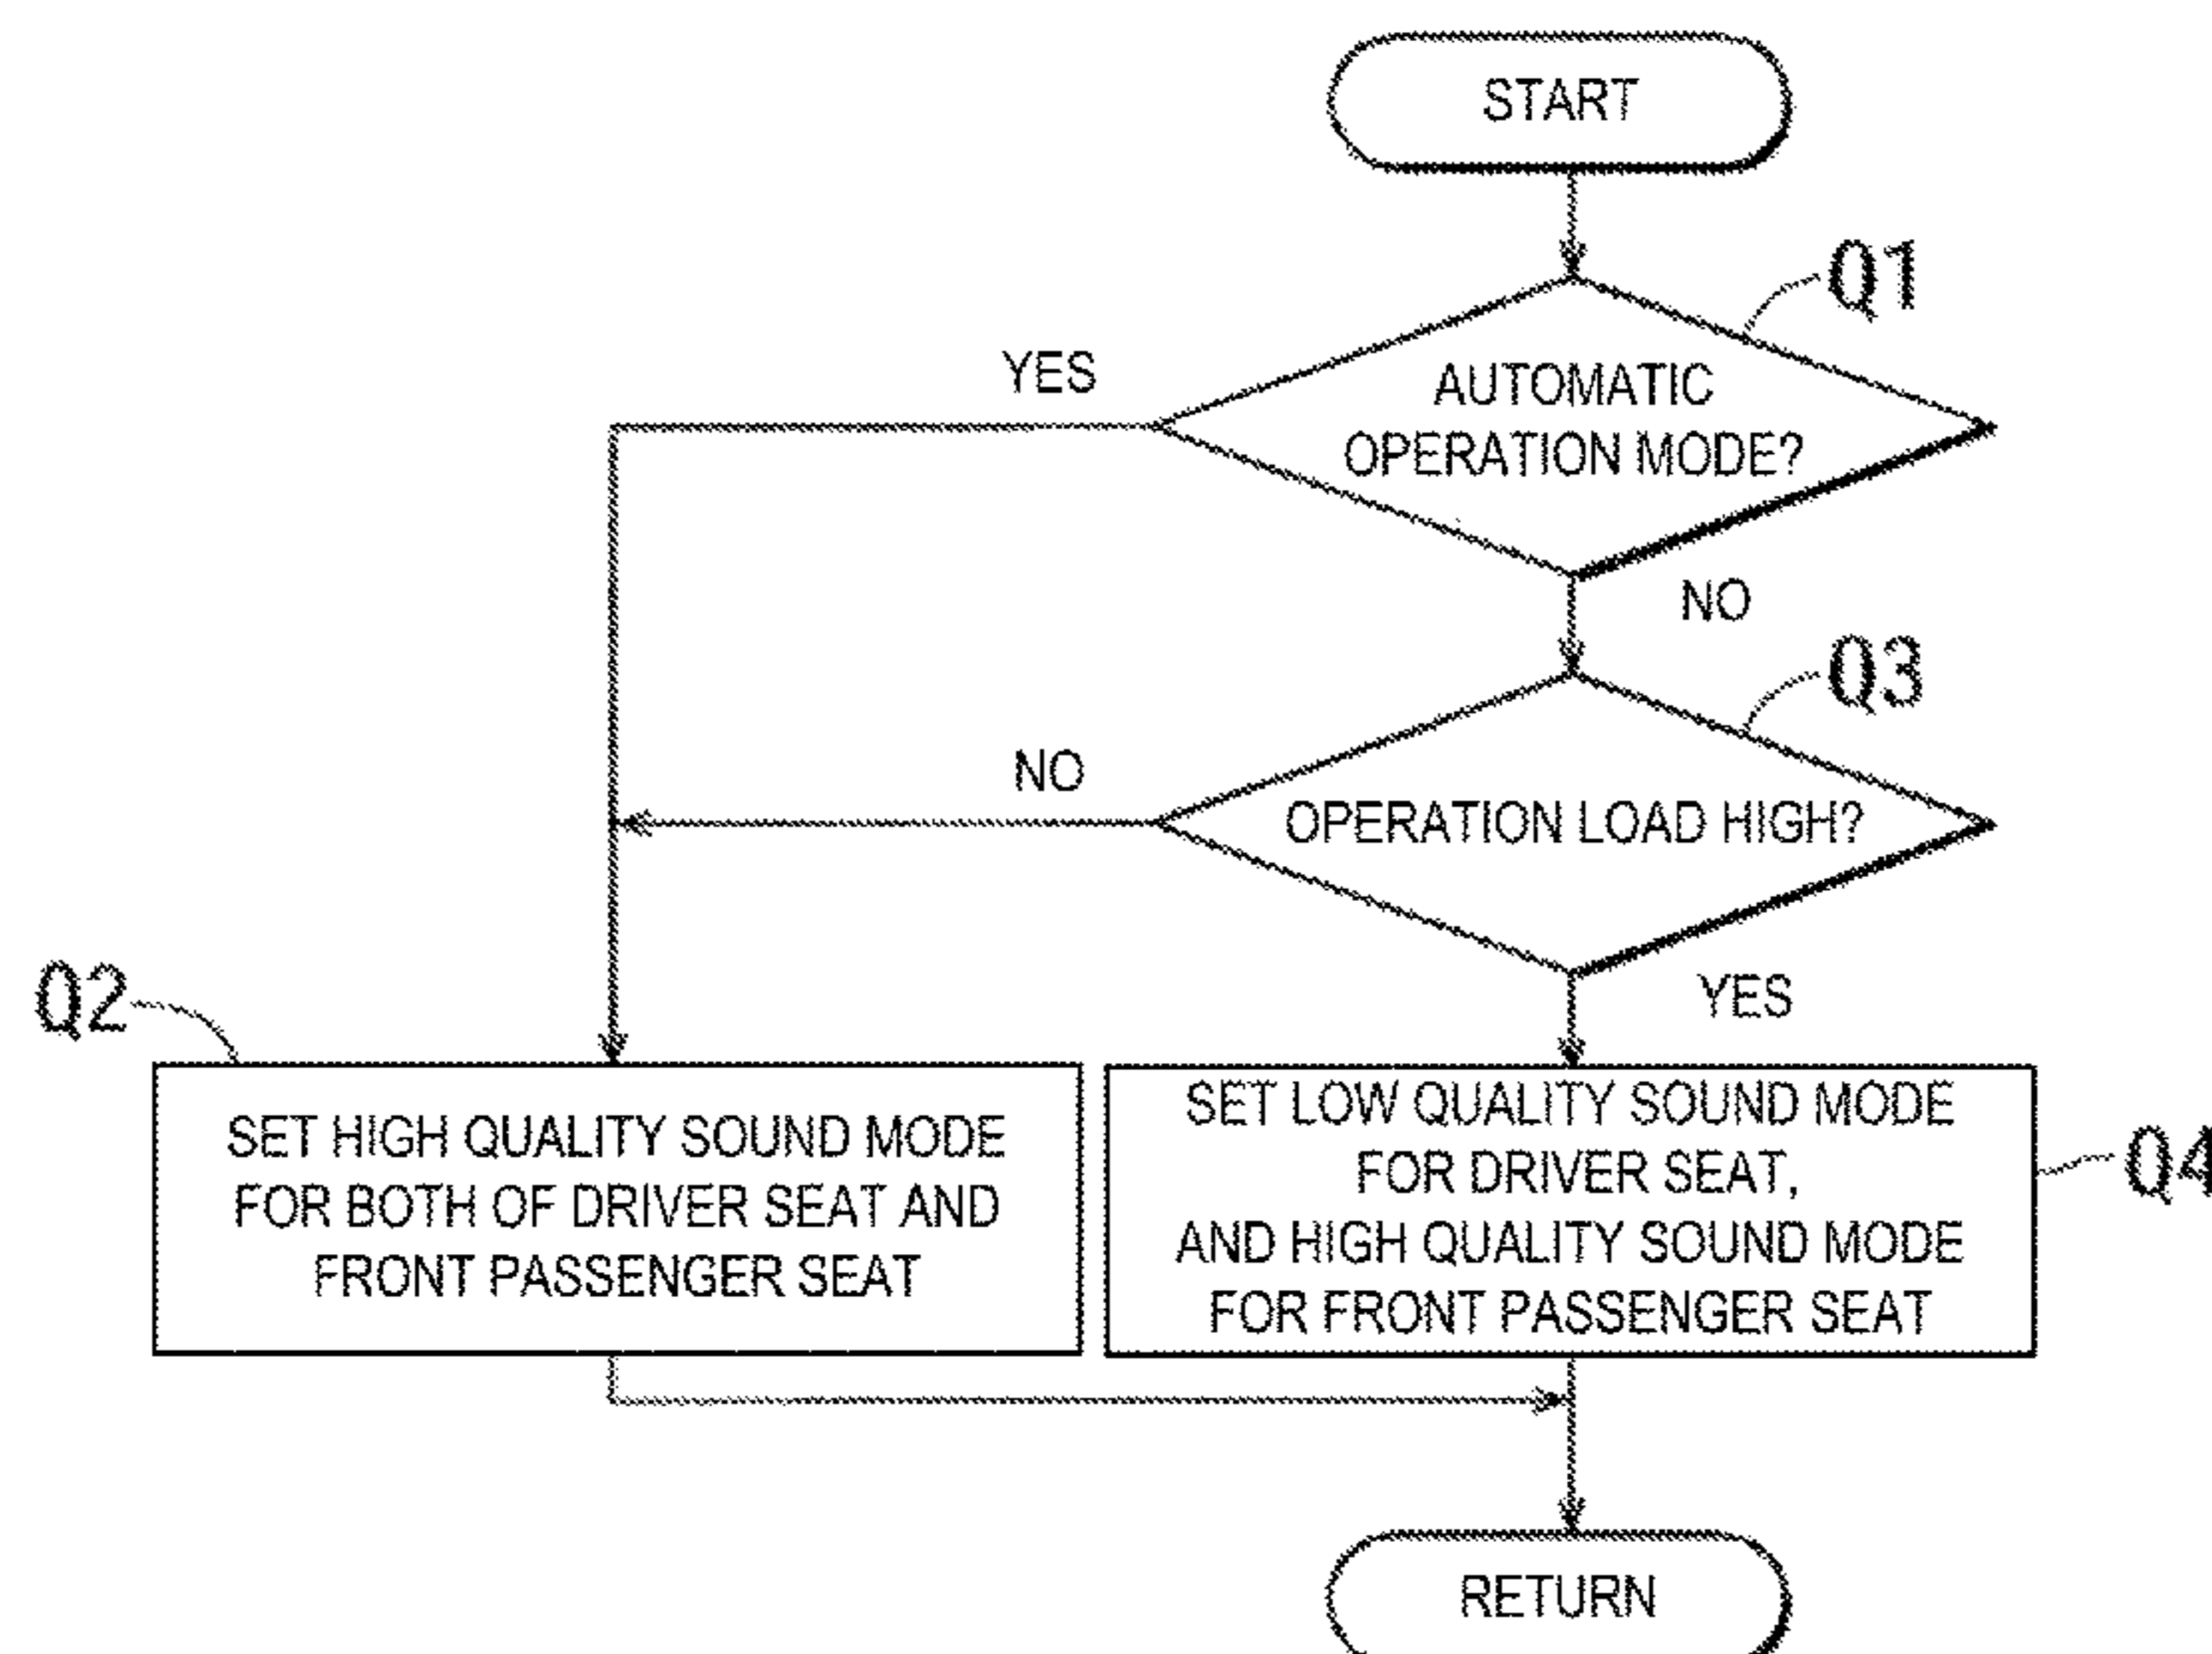 START
Q1
YES
AUTOMATIC
OPERATION MODE?
NO
Q3
NO
OPERATION LOAD HIGH?
YES
Q2
SET HIGH QUALITY SOUND MODE
FOR BOTH OF DRIVER SEAT AND
FRONT PASSENGER SEAT
SET LOW QUALITY SOUND MODE
FOR DRIVER SEAT,
AND HIGH QUALITY SOUND MODE
FOR FRONT PASSENGER SEAT
Q4
RETURN